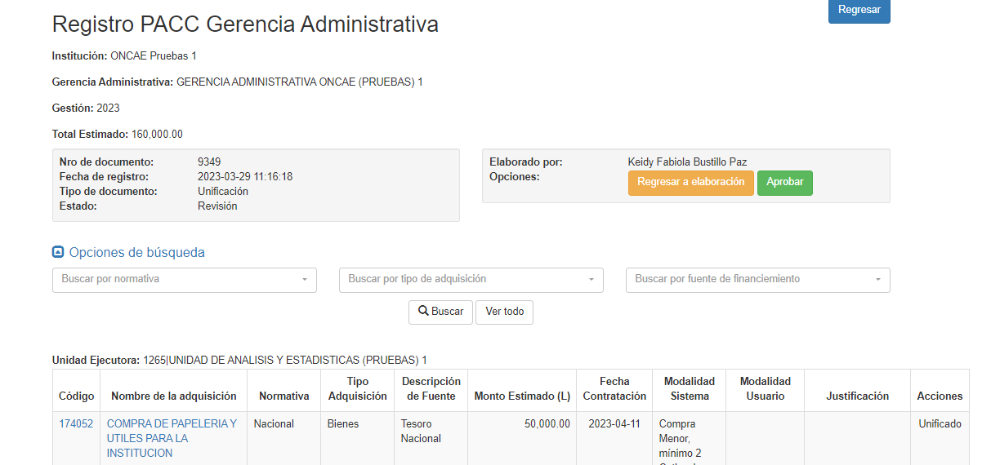 Regresar
Registro PACC Gerencia Administrativa
Institución: ONCAE Pruebas 1
Gerencia Administrativa: GERENCIA ADMINISTRATIVA ONCAE (PRUEBAS) 1
Gestión: 2023
Total Estimado: 160,000.00
Nro de documento: 9349
Fecha de registro: 2023-03-29 11:16:18
Tipo de documento: Unificación
Estado: Revisión
Elaborado por: Keidy Fabiola Bustillo Paz
Opciones: Regresar a elaboración Aprobar
Opciones de búsqueda
Buscar por normativa Buscar por tipo de adquisición Buscar por fuente de financiemiento
Buscar Ver todo
Unidad Ejecutora: 1265|UNIDAD DE ANALISIS Y ESTADISTICAS (PRUEBAS) 1
Código Nombre de la adquisición Normativa Tipo Adquisición Descripción de Fuente Monto Estimado (L) Fecha Contratación Modalidad Sistema Modalidad Usuario Justificación Acciones
174052 COMPRA DE PAPELERIA Y Nacional Bienes Tesoro 50,000.00 2023-04-11 Compra Unificado
UTILES PARA LA Nacional Menor,
INSTITUCION mínimo 2